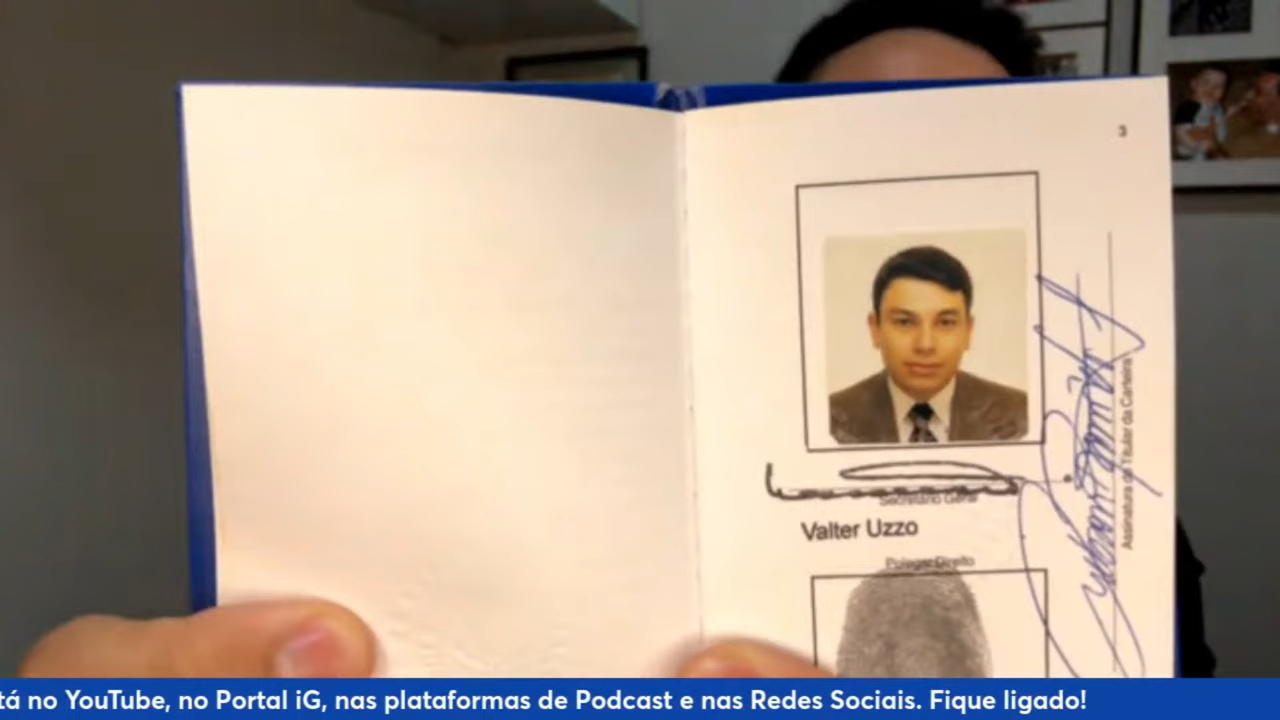 3
Secretário Geral
Valter Uzzo
Polegar Direito
Assinatura do Titular da Carteira
tá no YouTube, no Portal iG, nas plataformas de Podcast e nas Redes Sociais. Fique ligado!